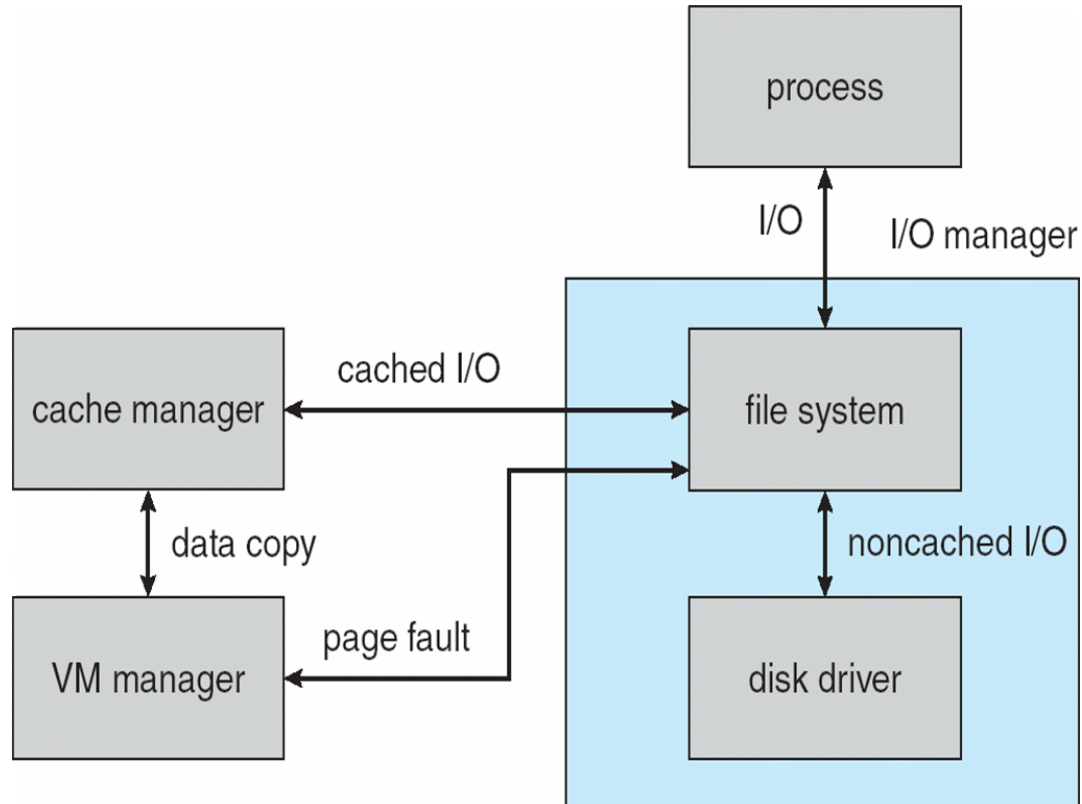 process
I/O
I/O manager
cached I/O
cache manager
file system
data copy
noncached I/O
page fault
VM manager
disk driver